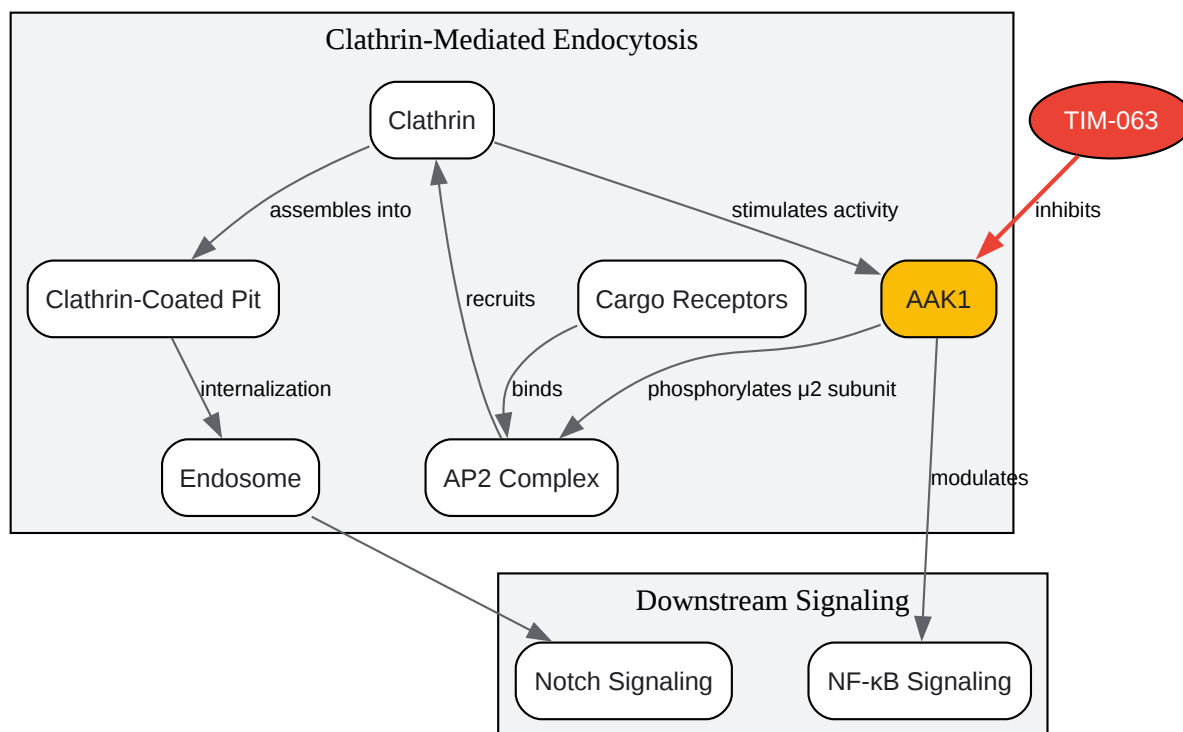 Clathrin-Mediated Endocytosis
Clathrin
TIM-063
assembles into
stimulates activity
inhibits
Clathrin-Coated Pit
recruits
Cargo Receptors
AAK1
internalization
binds
phosphorylates μ2 subunit
Endosome
AP2 Complex
modulates
Downstream Signaling
Notch Signaling
NF-κB Signaling